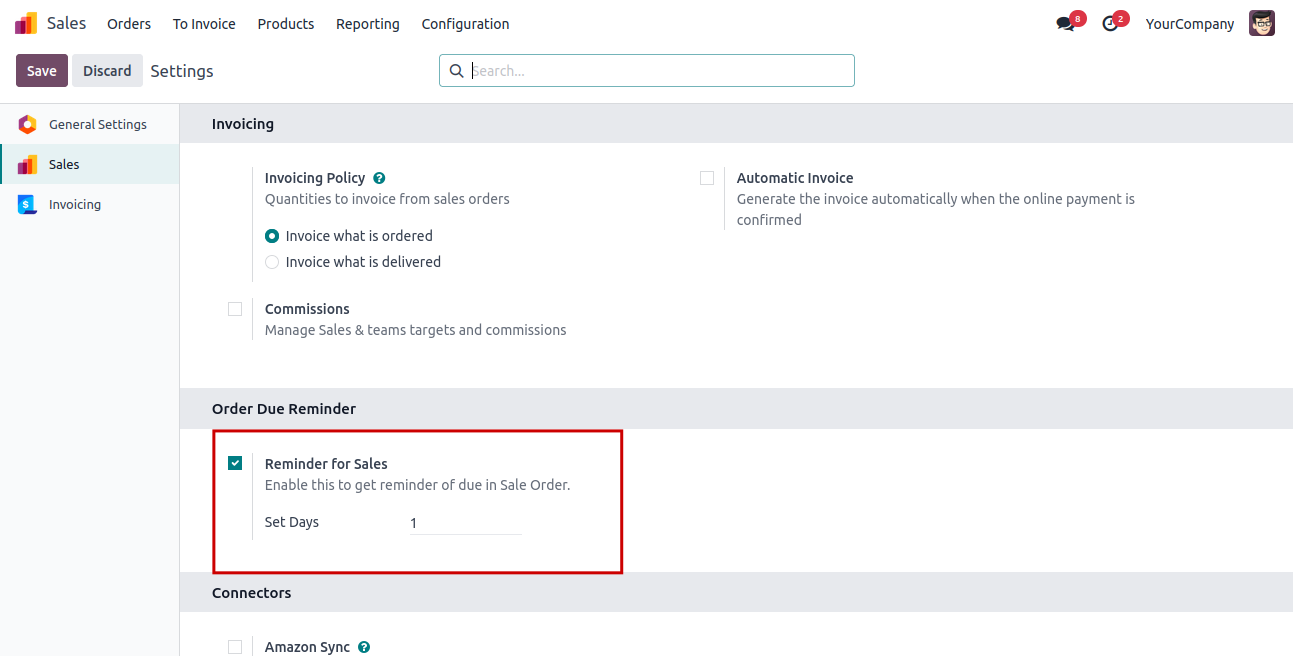 Sales Orders To Invoice Products Reporting Configuration 8 2 YourCompany
Save Discard Settings Search...
General Settings
Sales
Invoicing
Invoicing
Invoicing Policy ?
Quantities to invoice from sales orders
Invoice what is ordered
Invoice what is delivered
Automatic Invoice
Generate the invoice automatically when the online payment is
confirmed
Commissions
Manage Sales & teams targets and commissions
Order Due Reminder
Reminder for Sales
Enable this to get reminder of due in Sale Order.
Set Days 1
Connectors
Amazon Sync ?